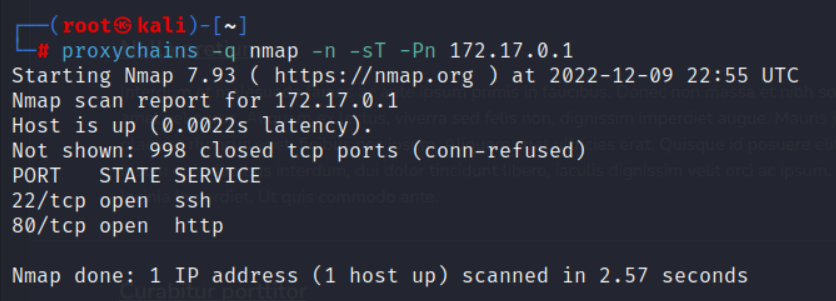 ┌──(root㉿kali)-[~]
└─# proxychains -q nmap -n -sT -Pn 172.17.0.1
Starting Nmap 7.93 ( https://nmap.org ) at 2022-12-09 22:55 UTC
Nmap scan report for 172.17.0.1
Host is up (0.0022s latency).
Not shown: 998 closed tcp ports (conn-refused)
PORT   STATE SERVICE
22/tcp open  ssh
80/tcp open  http
Nmap done: 1 IP address (1 host up) scanned in 2.57 seconds
Curabitur porttitor